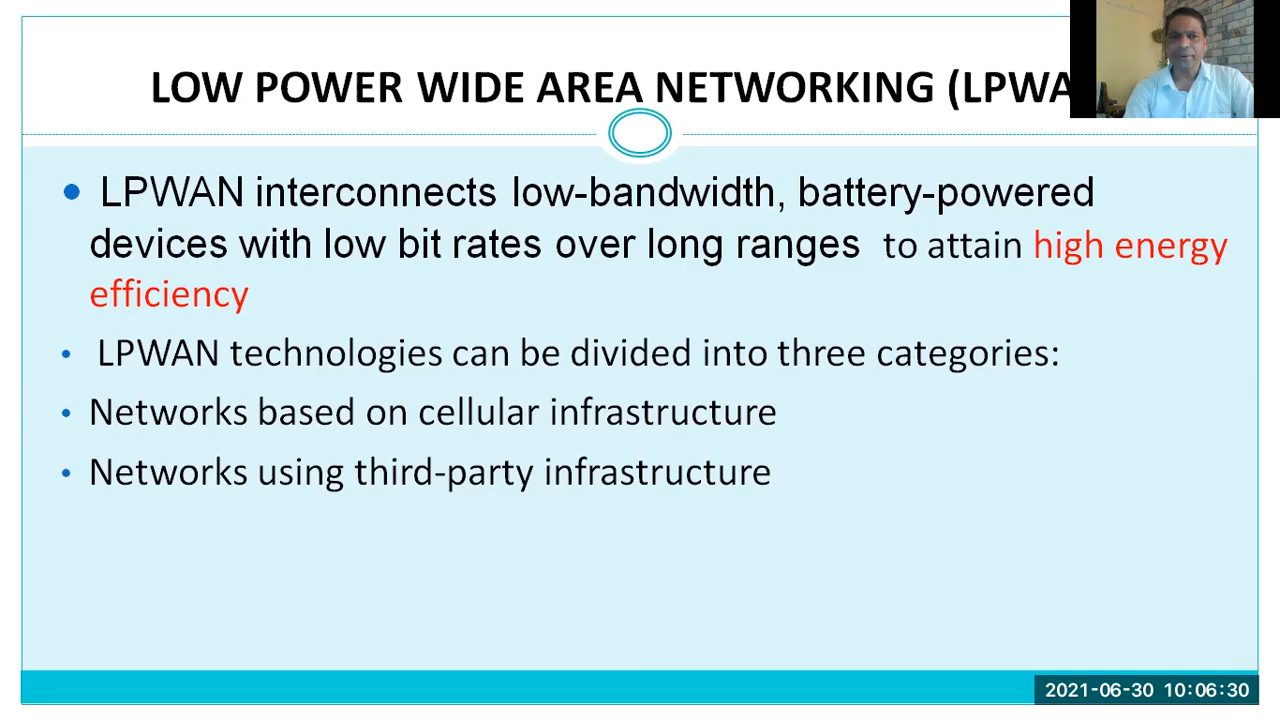 LOW POWER WIDE AREA NETWORKING (LPWA
• LPWAN interconnects low-bandwidth, battery-powered
devices with low bit rates over long ranges to attain high energy
efficiency
• LPWAN technologies can be divided into three categories:
• Networks based on cellular infrastructure
• Networks using third-party infrastructure
2021-06-30 10:06:30